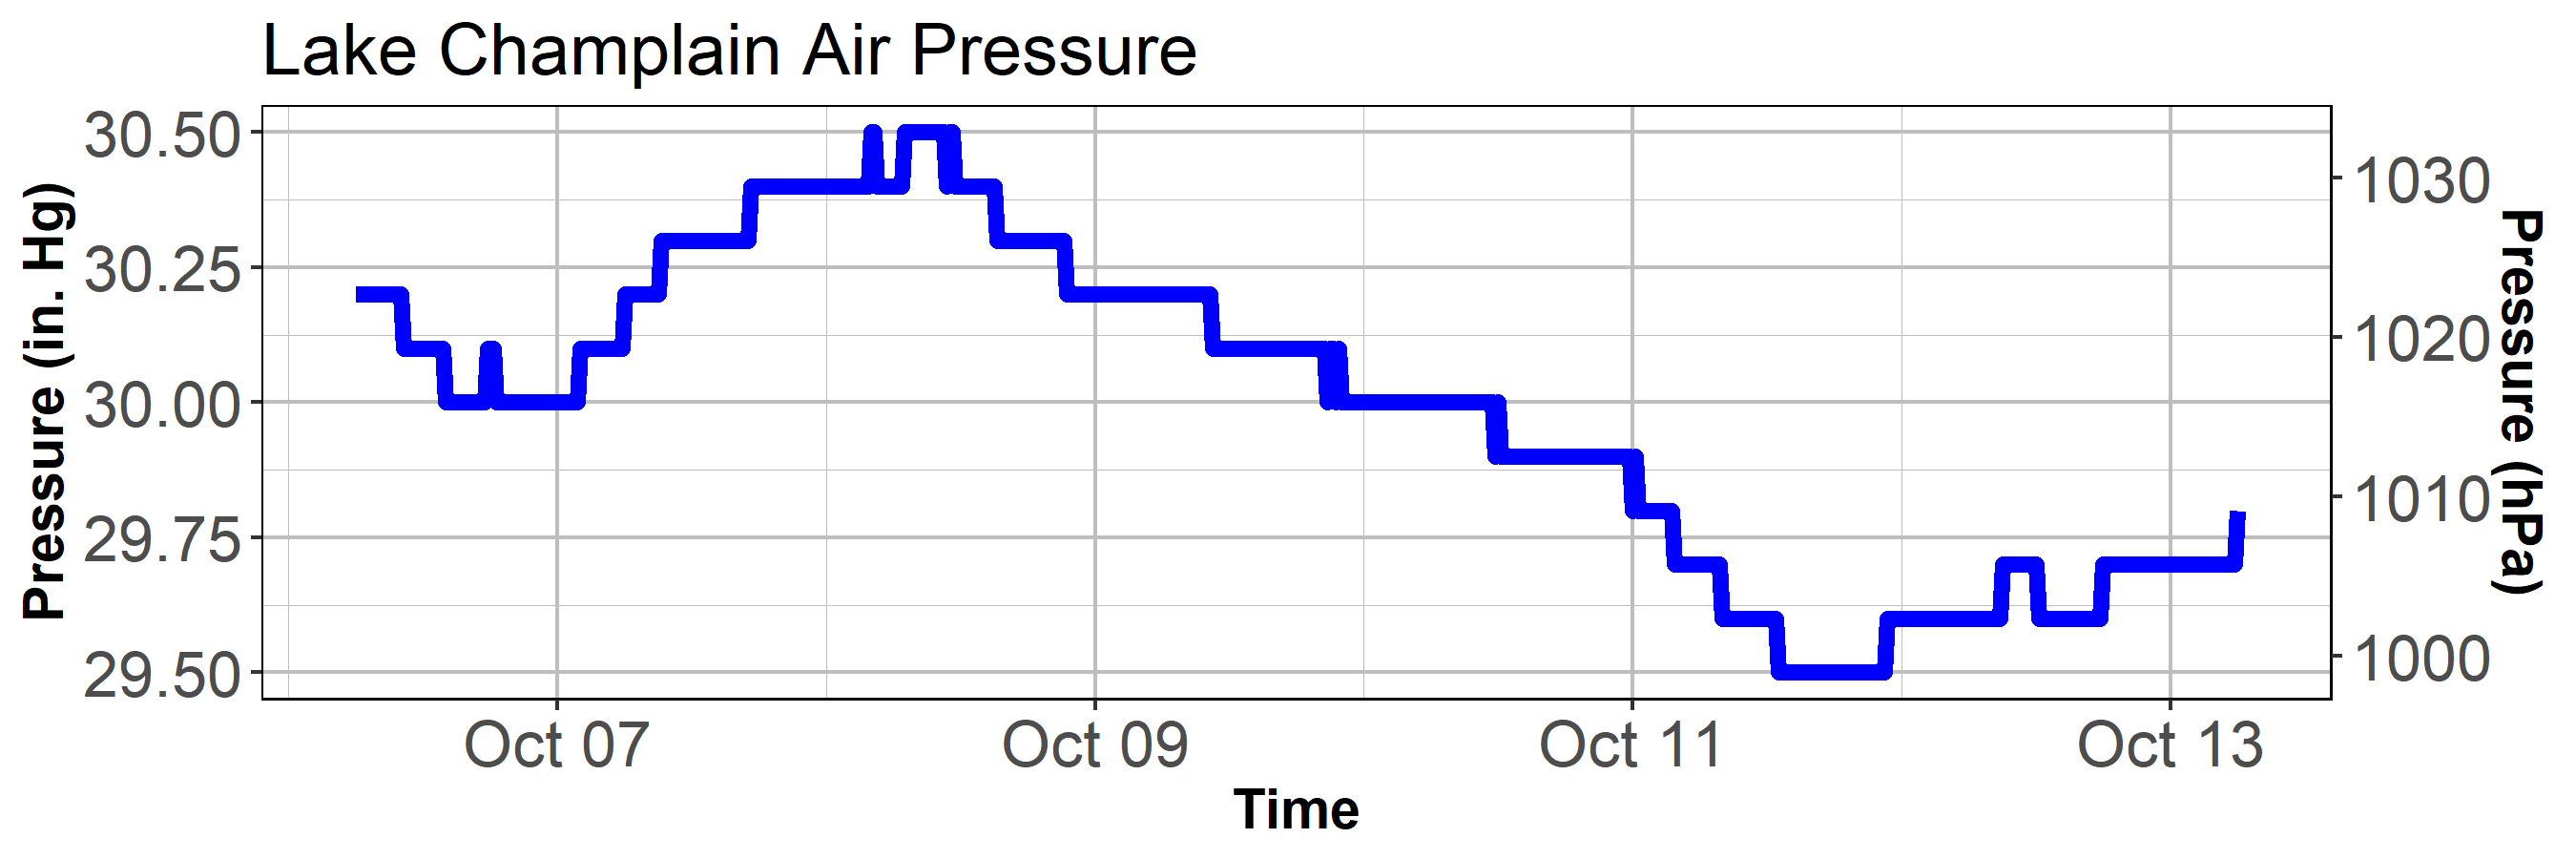 Lake Champlain Air Pressure
Pressure (in. Hg)
30.50
30.25
30.00
29.75
29.50
1030
1020
1010
1000
Pressure (hPa)
Oct 07 Oct 09 Oct 11 Oct 13
Time